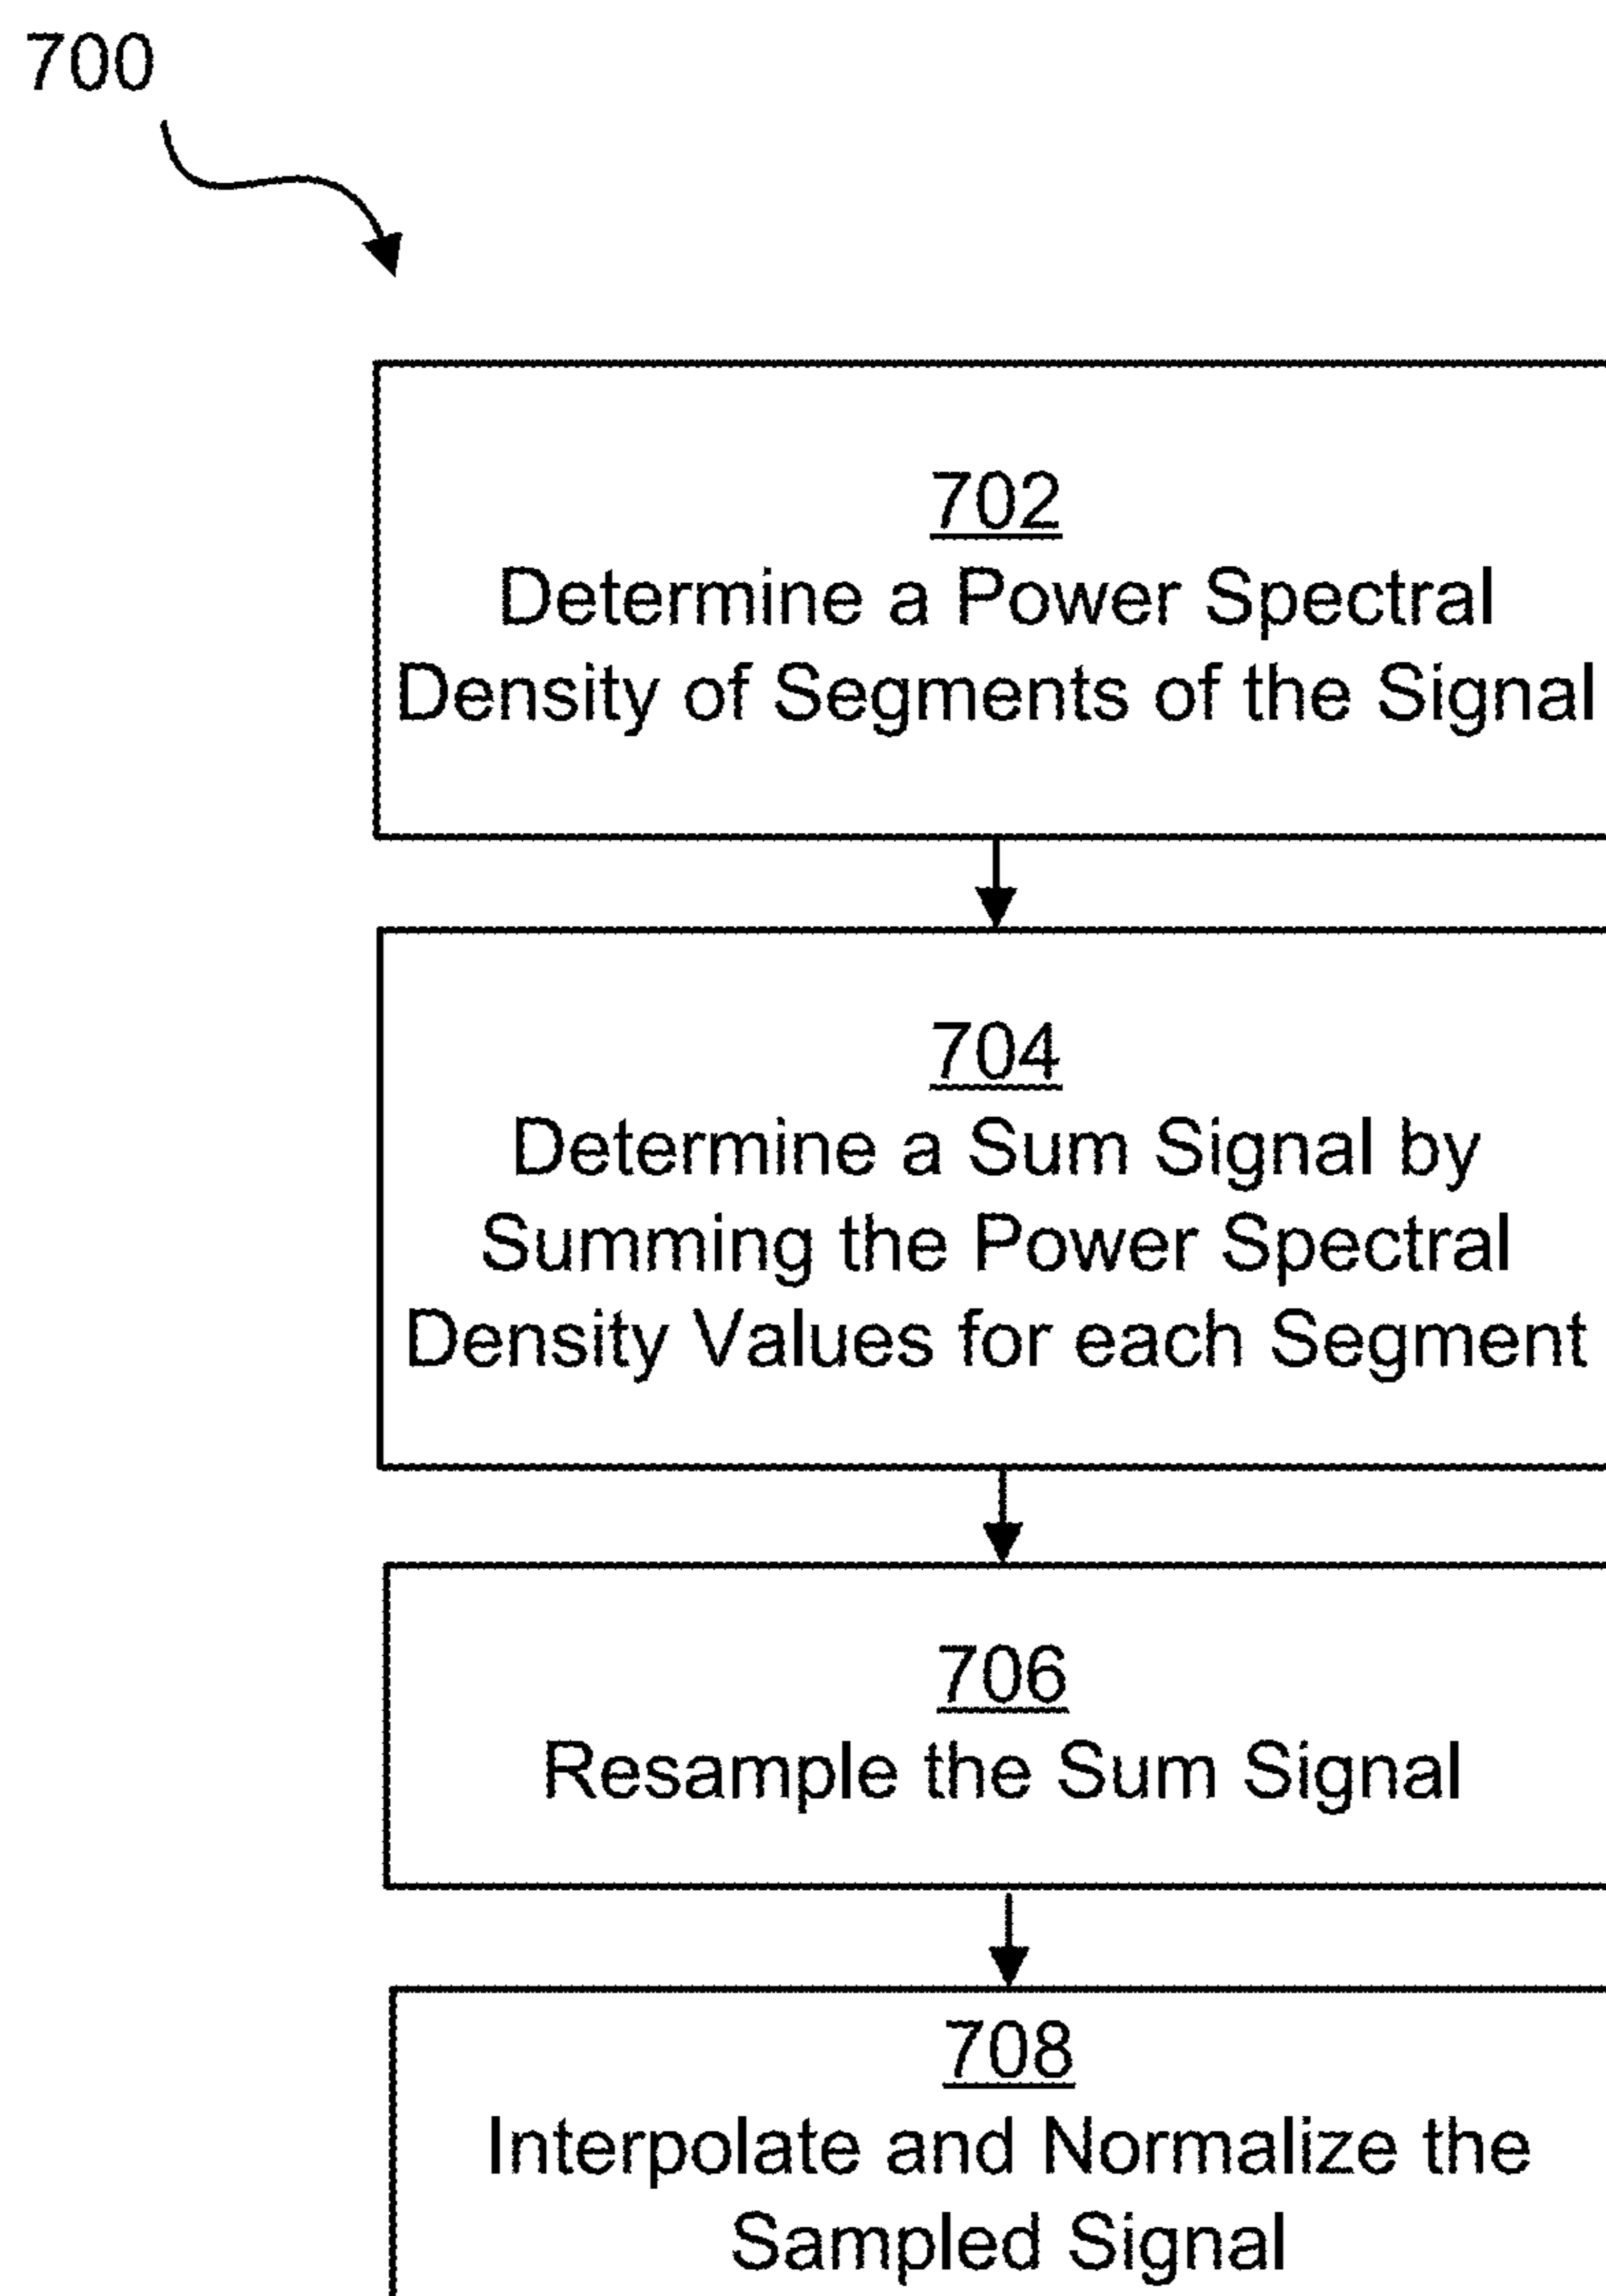 700
702
Determine a Power Spectral
Density of Segments of the Signal
704
Determine a Sum Signal by
Summing the Power Spectral
Density Values for each Segment
706
Resample the Sum Signal
708
Interpolate and Normalize the
Sampled Signal